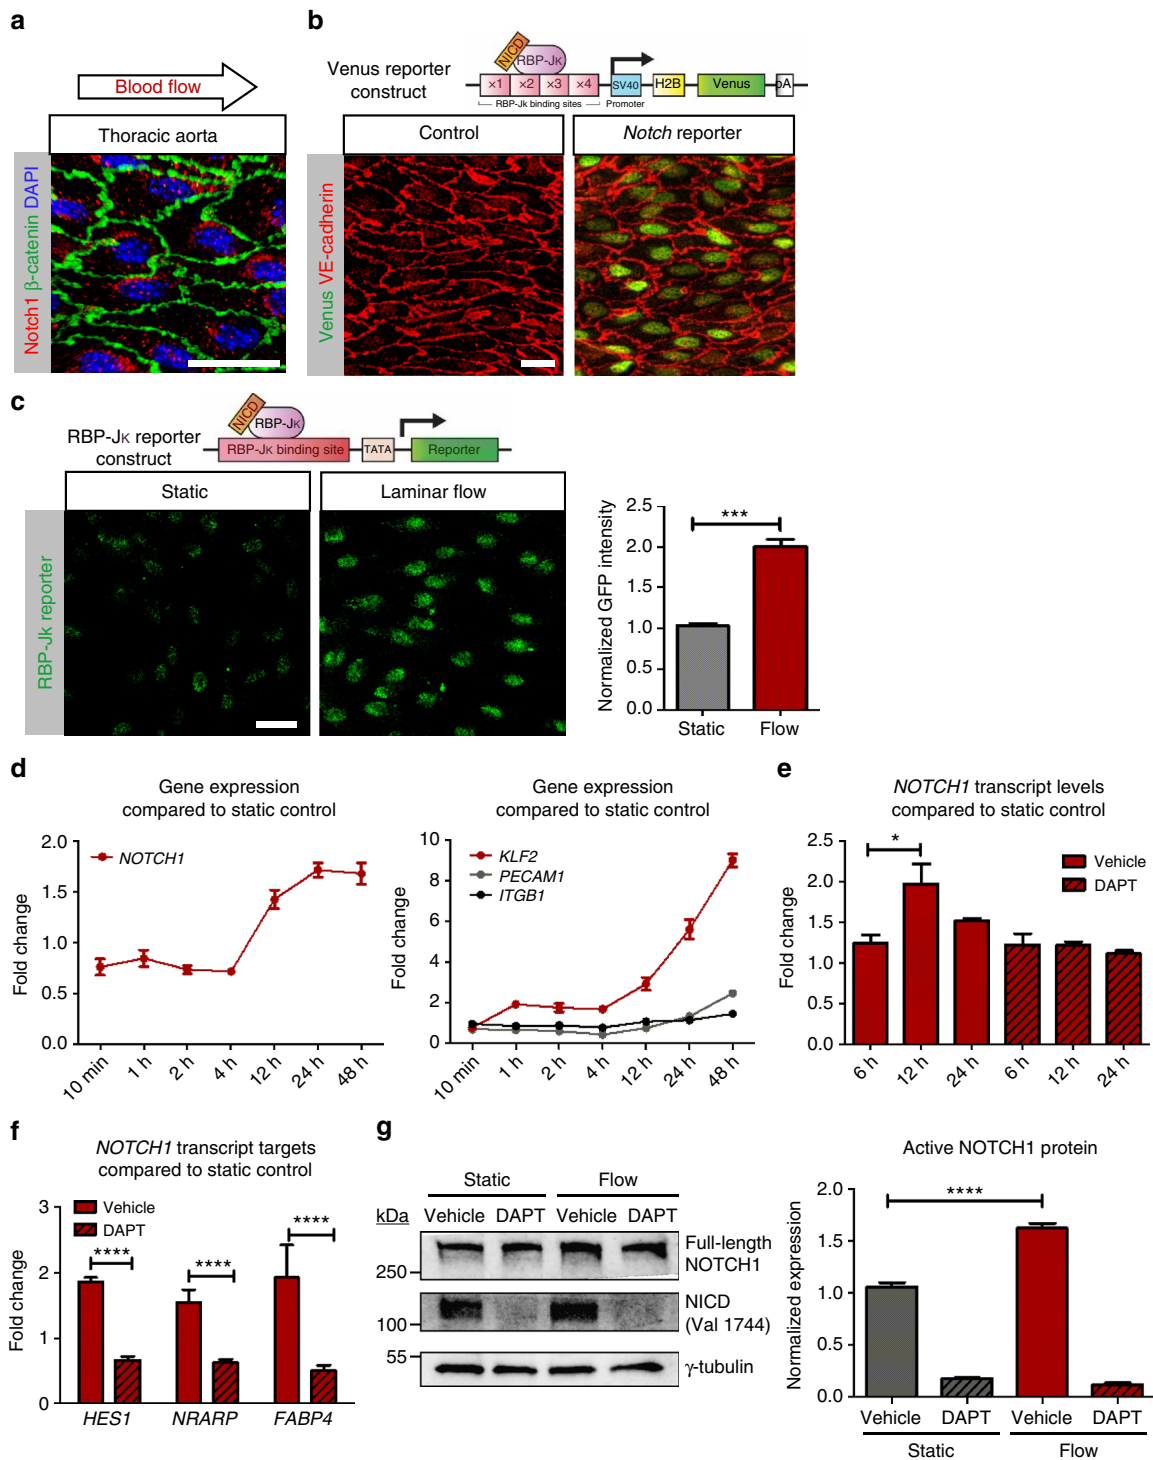 a
Blood flow
Thoracic aorta
Notch1 β-catenin DAPI
b
Venus reporter
construct
NICD
RBP-Jκ
×1 ×2 ×3 ×4 SV40 H2B Venus pA
RBP-Jk binding sites Promoter
Control
Notch reporter
Venus VE-cadherin
c
RBP-Jκ reporter
construct
NICD
RBP-Jκ
RBP-Jκ binding site TATA Reporter
Static
Laminar flow
RBP-Jk reporter
Normalized GFP intensity
2.5
2.0
1.5
1.0
0.5
0.0
***
Static Flow
d
Gene expression
compared to static control
Fold change
2.0
1.5
1.0
0.5
0.0
NOTCH1
10 min 1 h 2 h 4 h 12 h 24 h 48 h
Gene expression
compared to static control
Fold change
10
8
6
4
2
0
KLF2
PECAM1
ITGB1
10 min 1 h 2 h 4 h 12 h 24 h 48 h
e
NOTCH1 transcript levels
compared to static control
Fold change
2.5
2.0
1.5
1.0
0.5
0.0
*
Vehicle
DAPT
6 h 12 h 24 h 6 h 12 h 24 h
f
NOTCH1 transcript targets
compared to static control
Fold change
3
2
1
0
Vehicle
DAPT
****
****
****
HES1 NRARP FABP4
g
Static Flow
kDa Vehicle DAPT Vehicle DAPT
250
Full-length
NOTCH1
100
NICD
(Val 1744)
55
γ-tubulin
Active NOTCH1 protein
Normalized expression
2.0
1.5
1.0
0.5
0.0
****
Vehicle DAPT Vehicle DAPT
Static Flow